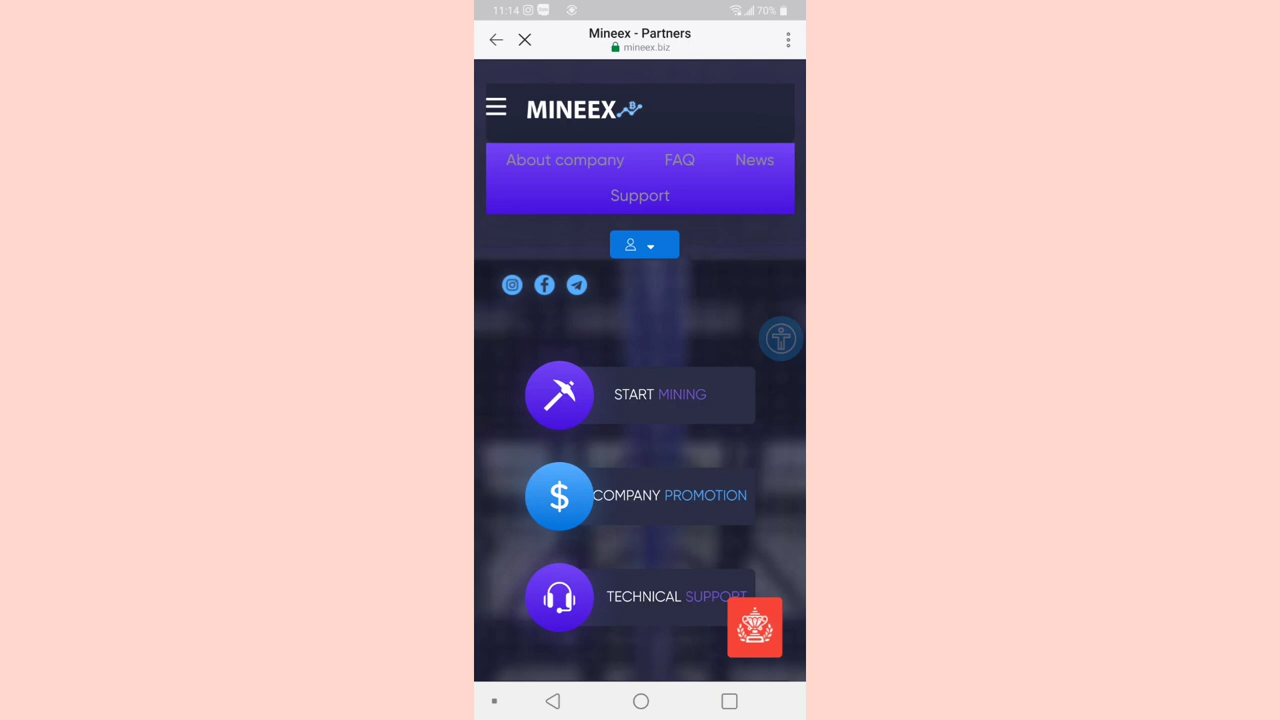 11:14
70%
Mineex - Partners
mineex.biz
MINEEX
About company FAQ News
Support
START MINING
COMPANY PROMOTION
TECHNICAL SUPPORT